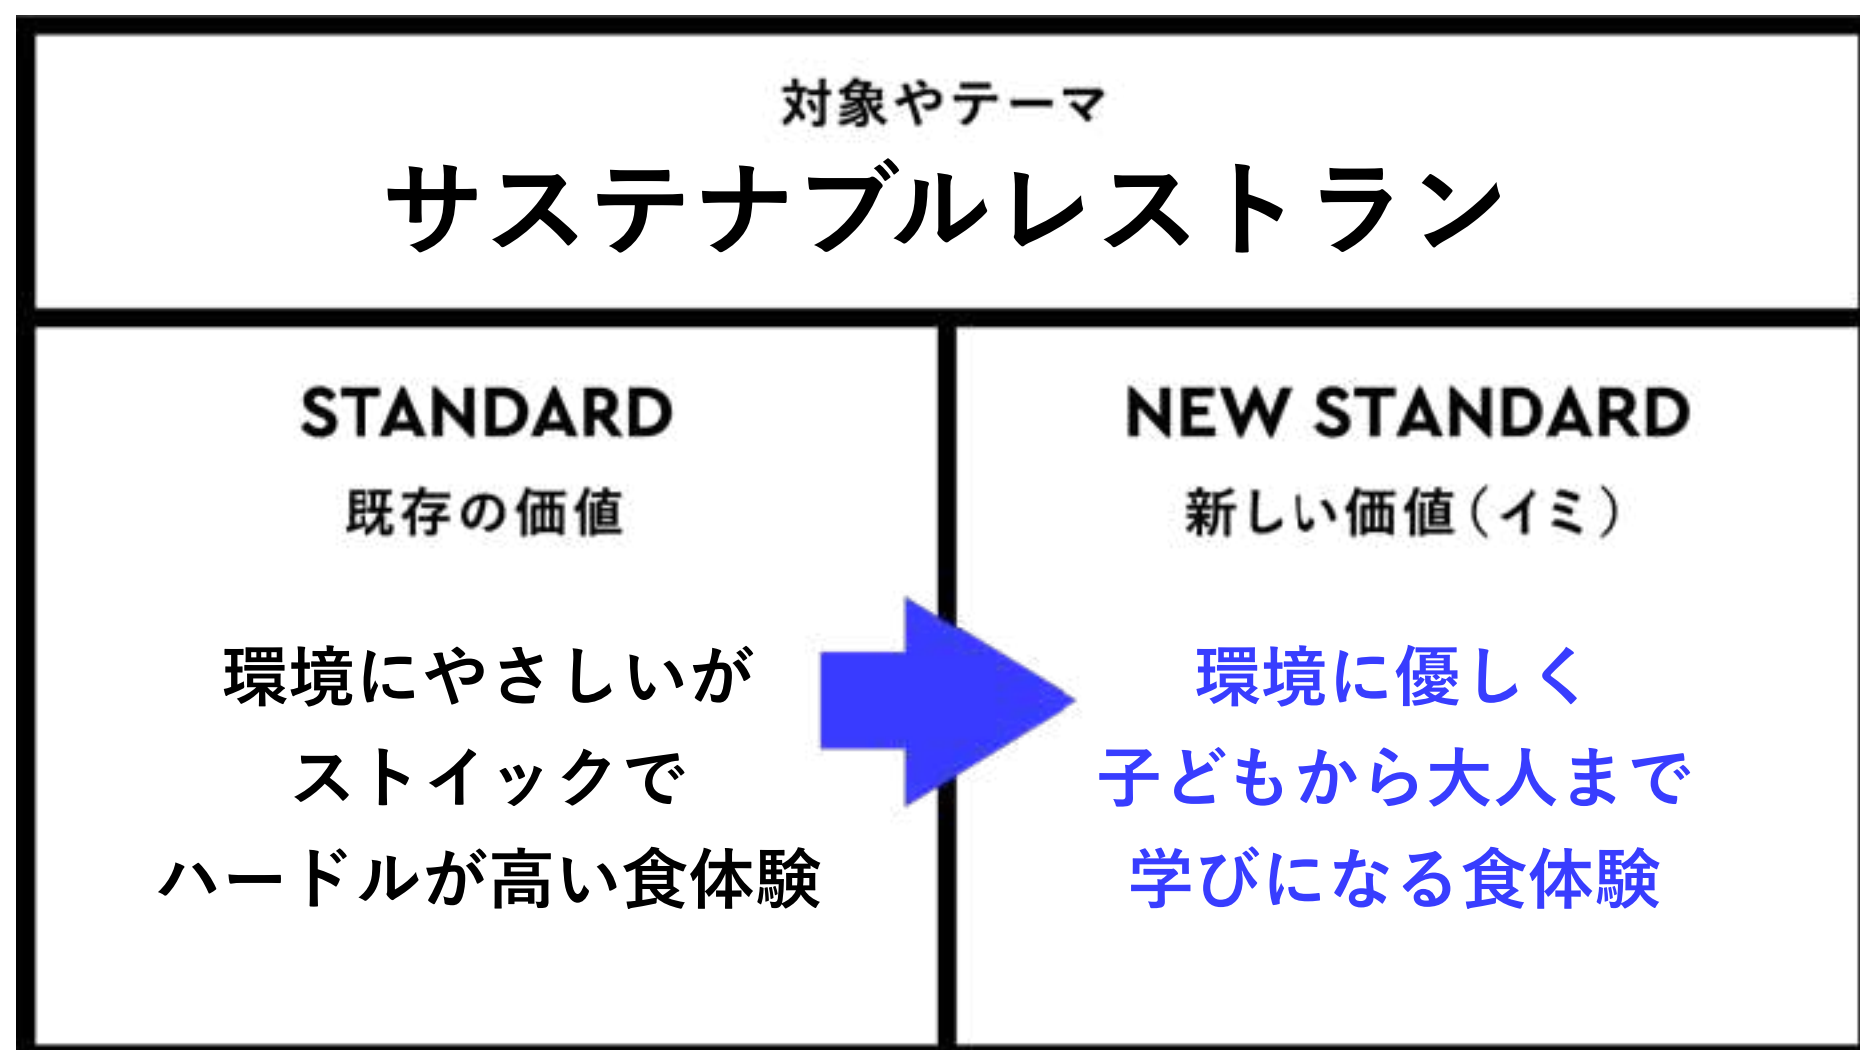 対象やテーマ
サステナブルレストラン
STANDARD
既存の価値
環境にやさしいが
ストイックで
ハードルが高い食体験
NEW STANDARD
新しい価値（イミ）
環境に優しく
子どもから大人まで
学びになる食体験